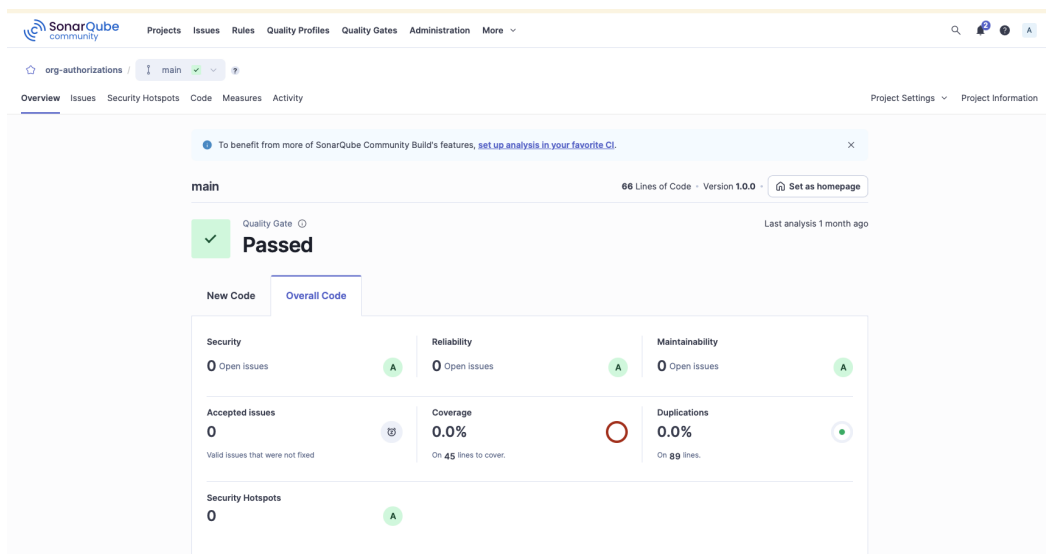 SonarQube community Projects Issues Rules Quality Profiles Quality Gates Administration More 2 ? A
org-authorizations / main ?
Overview Issues Security Hotspots Code Measures Activity Project Settings Project Information
To benefit from more of SonarQube Community Build's features, set up analysis in your favorite CI.
main 66 Lines of Code · Version 1.0.0 · Set as homepage
Quality Gate Last analysis 1 month ago
Passed
New Code Overall Code
Security Reliability Maintainability
0 Open issues A 0 Open issues A 0 Open issues A
Accepted issues Coverage Duplications
0 0.0% 0.0%
Valid issues that were not fixed On 45 lines to cover. On 89 lines.
Security Hotspots
0 A